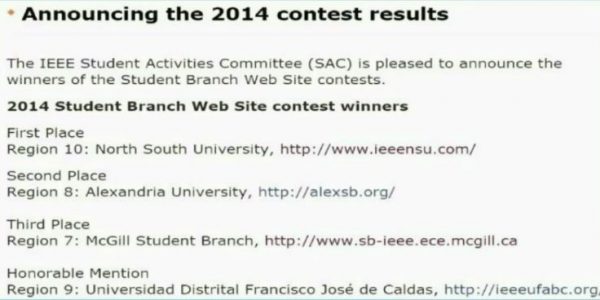 Announcing the 2014 contest results
The IEEE Student Activities Committee (SAC) is pleased to announce the
winners of the Student Branch Web Site contests.
2014 Student Branch Web Site contest winners
First Place
Region 10: North South University, http://www.ieeensu.com/
Second Place
Region 8: Alexandria University, http://alexsb.org/
Third Place
Region 7: McGill Student Branch, http://www.sb-ieee.ece.mcgill.ca
Honorable Mention
Region 9: Universidad Distrital Francisco José de Caldas, http://ieeeufabc.org/